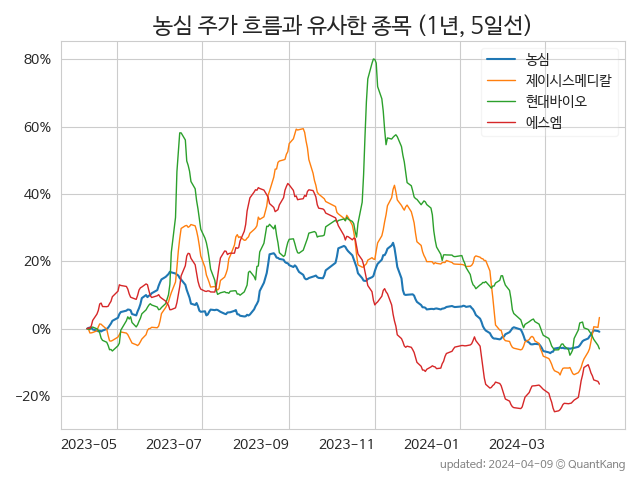 농심 주가 흐름과 유사한 종목 (1년, 5일선)
농심
제이시스메디칼
현대바이오
에스엠
80%
60%
40%
20%
0%
−20%
2023-05 2023-07 2023-09 2023-11 2024-01 2024-03
updated: 2024-04-09 © QuantKang